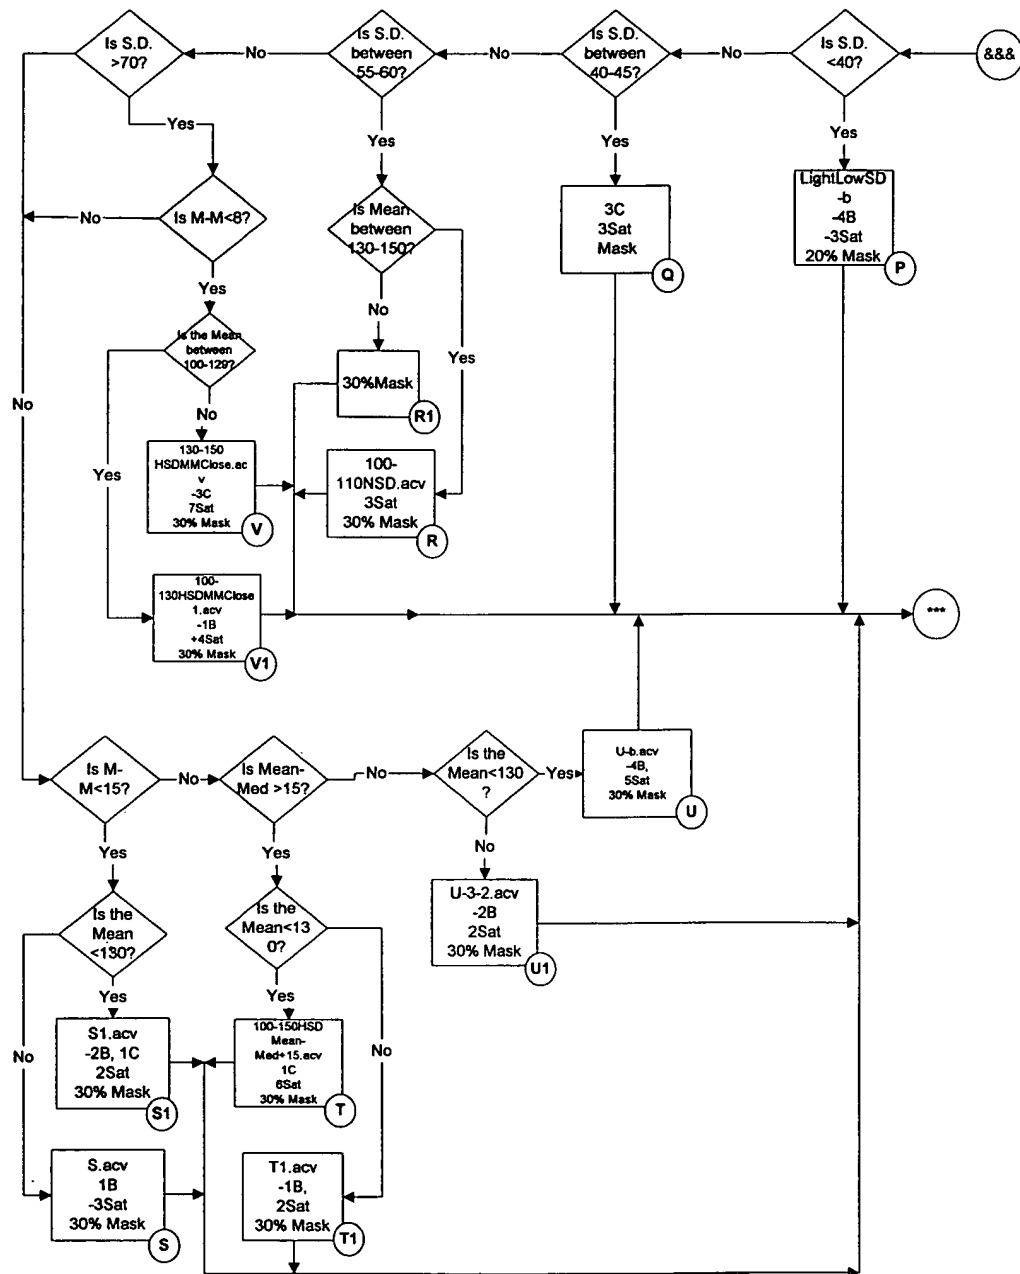 Is S.D.
>70?
No
Is S.D.
between
55-60?
No
Is S.D.
between
40-45?
No
Is S.D.
<40?
&&&
Yes
Yes
Yes
Yes
No
Is M-M<8?
Is Mean
between
130-150?
3C
3Sat
Mask
Q
LightLowSD
-b
-4B
-3Sat
20% Mask
P
Yes
No
Yes
Is the Mean
between
100-129?
No
30%Mask
R1
No
Yes
130-150
HSDMMClose.ac
v
-3C
7Sat
30% Mask
V
100-
110NSD.acv
3Sat
30% Mask
R
100-
130HSDMMClose
1.acv
-1B
+4Sat
30% Mask
V1
***
Is M-
M<15?
No
Is Mean-
Med >15?
No
Is the
Mean<130
?
Yes
U-b.acv
-4B,
5Sat
30% Mask
U
Yes
Yes
No
Is the
Mean
<130?
Is the
Mean<13
0?
U-3-2.acv
-2B
2Sat
30% Mask
U1
Yes
Yes
No
No
S1.acv
-2B, 1C
2Sat
30% Mask
S1
100-150HSD
Mean-
Med+15.acv
1C
6Sat
30% Mask
T
S.acv
1B
-3Sat
30% Mask
S
T1.acv
-1B,
2Sat
30% Mask
T1